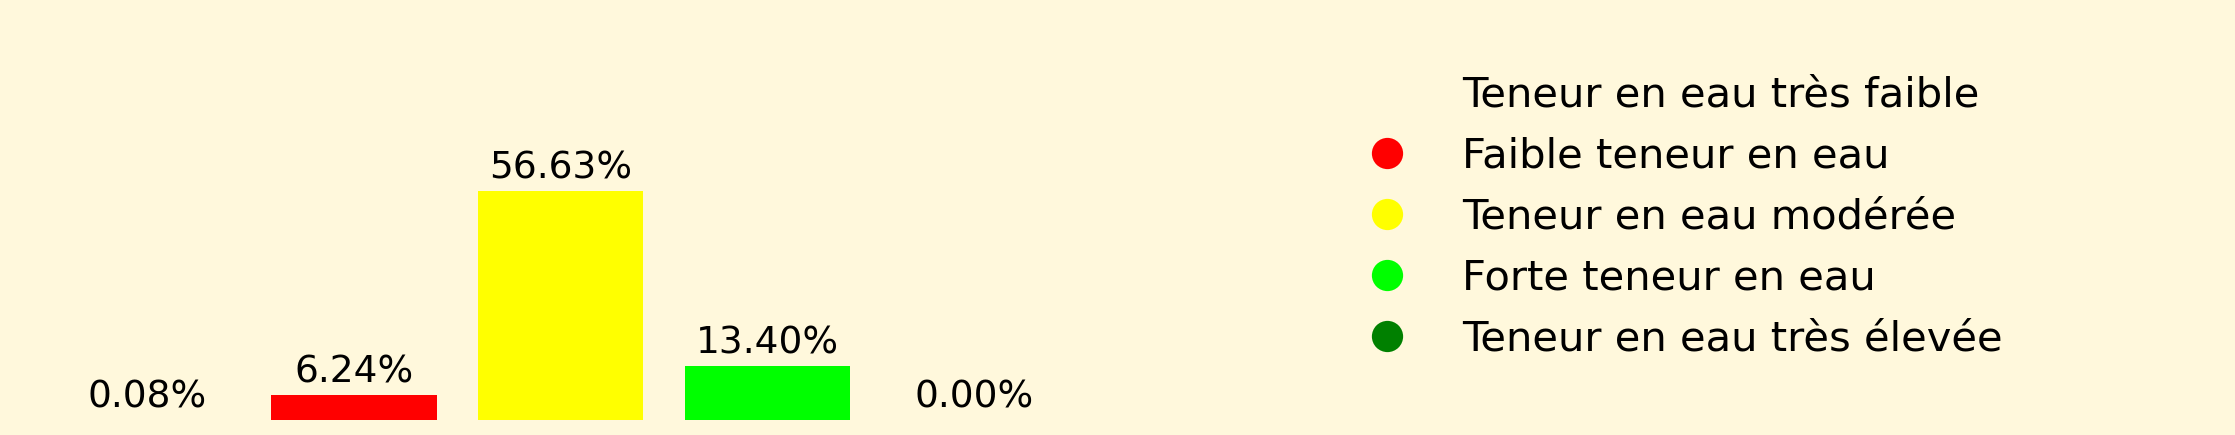 56.63%
13.40%
6.24%
0.08%
0.00%
Teneur en eau très faible
Faible teneur en eau
Teneur en eau modérée
Forte teneur en eau
Teneur en eau très élevée